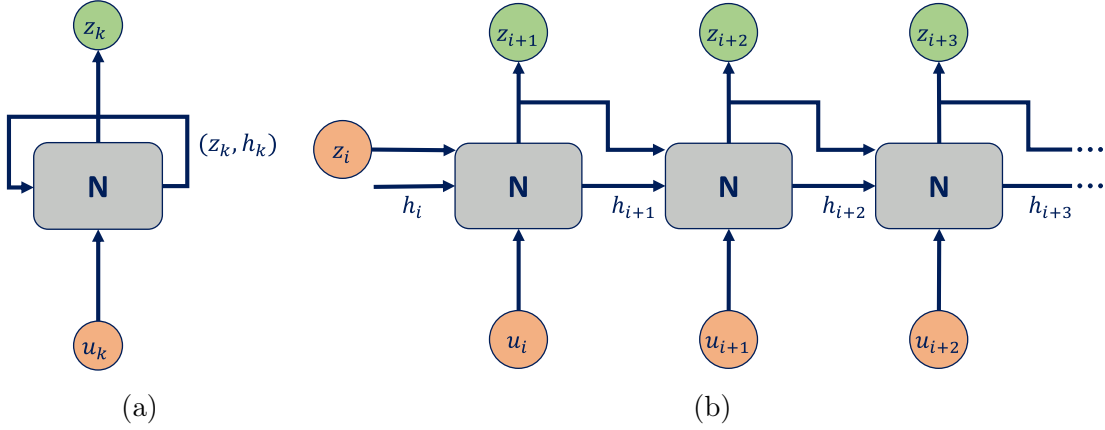 z_k
(z_k, h_k)
N
u_k
(a)
z_{i+1} z_{i+2} z_{i+3}
z_i
N N N
h_i h_{i+1} h_{i+2} h_{i+3}
u_i u_{i+1} u_{i+2}
(b)